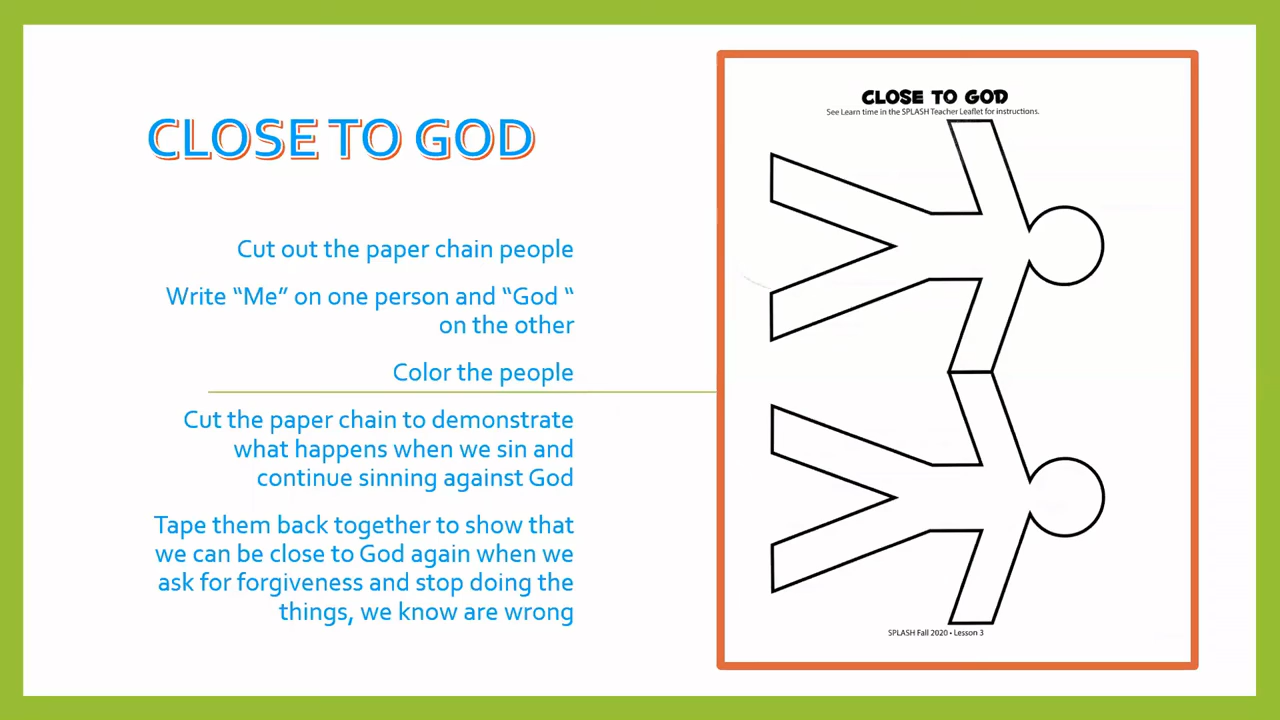 CLOSE TO GOD
Cut out the paper chain people
Write “Me” on one person and “God “
on the other
Color the people
Cut the paper chain to demonstrate
what happens when we sin and
continue sinning against God
Tape them back together to show that
we can be close to God again when we
ask for forgiveness and stop doing the
things, we know are wrong
CLOSE TO GOD
See Learn time in the SPLASH Teacher Leaflet for instructions.
SPLASH Fall 2020 • Lesson 3